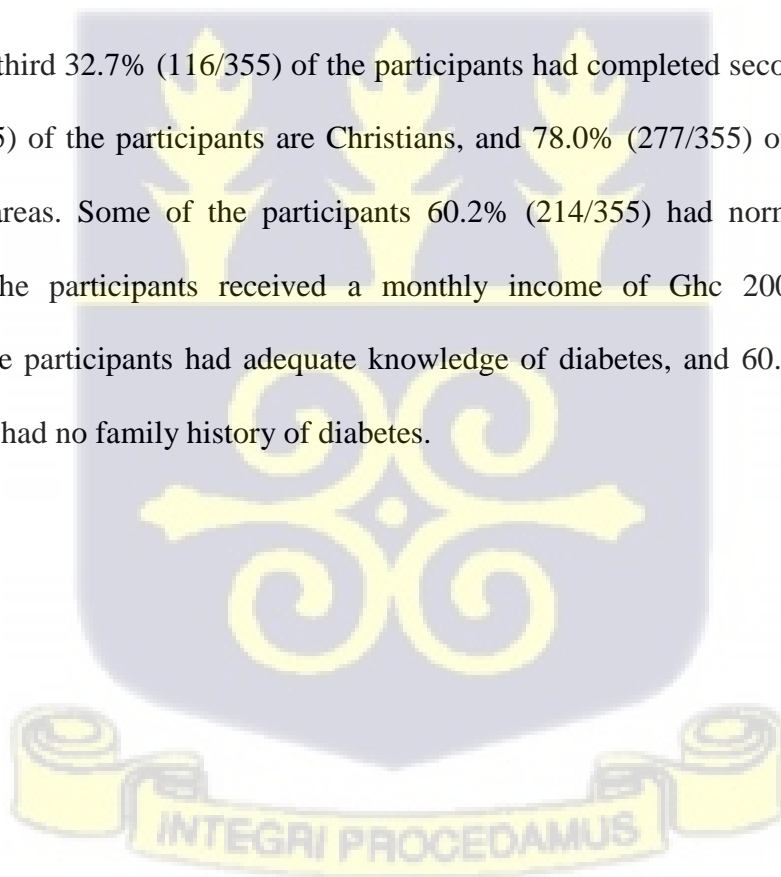 third 32.7% (116/355) of the participants had completed seco
5) of the participants are Christians, and 78.0% (277/355) o
areas. Some of the participants 60.2% (214/355) had norm
he participants received a monthly income of Ghc 200
e participants had adequate knowledge of diabetes, and 60.
had no family history of diabetes.
INTEGRI PROCEDAMUS